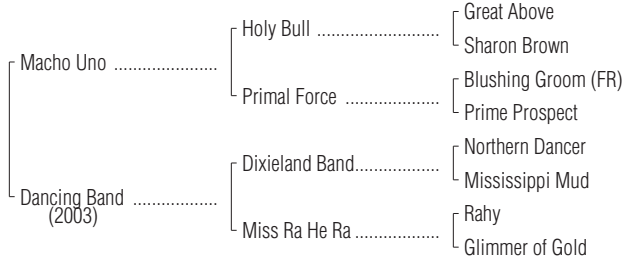 Great Above
Holy Bull ........................
Sharon Brown
Macho Uno ....................
Blushing Groom (FR)
Primal Force ..................
Prime Prospect
Northern Dancer
Dixieland Band................
Mississippi Mud
Dancing Band ................
(2003)
Rahy
Miss Ra He Ra ................
Glimmer of Gold